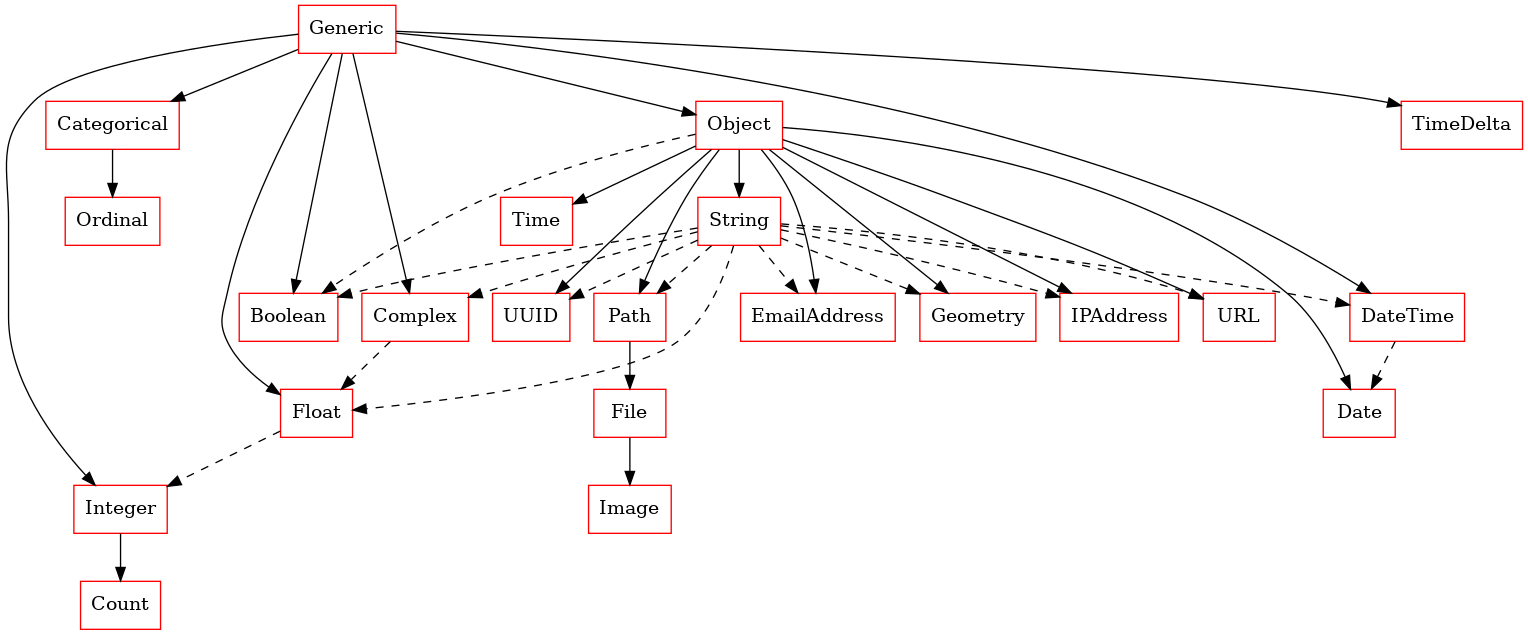 Generic
Categorical
Object
TimeDelta
Ordinal
Time
String
Boolean
Complex
UUID
Path
EmailAddress
Geometry
IPAddress
URL
DateTime
Float
File
Date
Integer
Image
Count